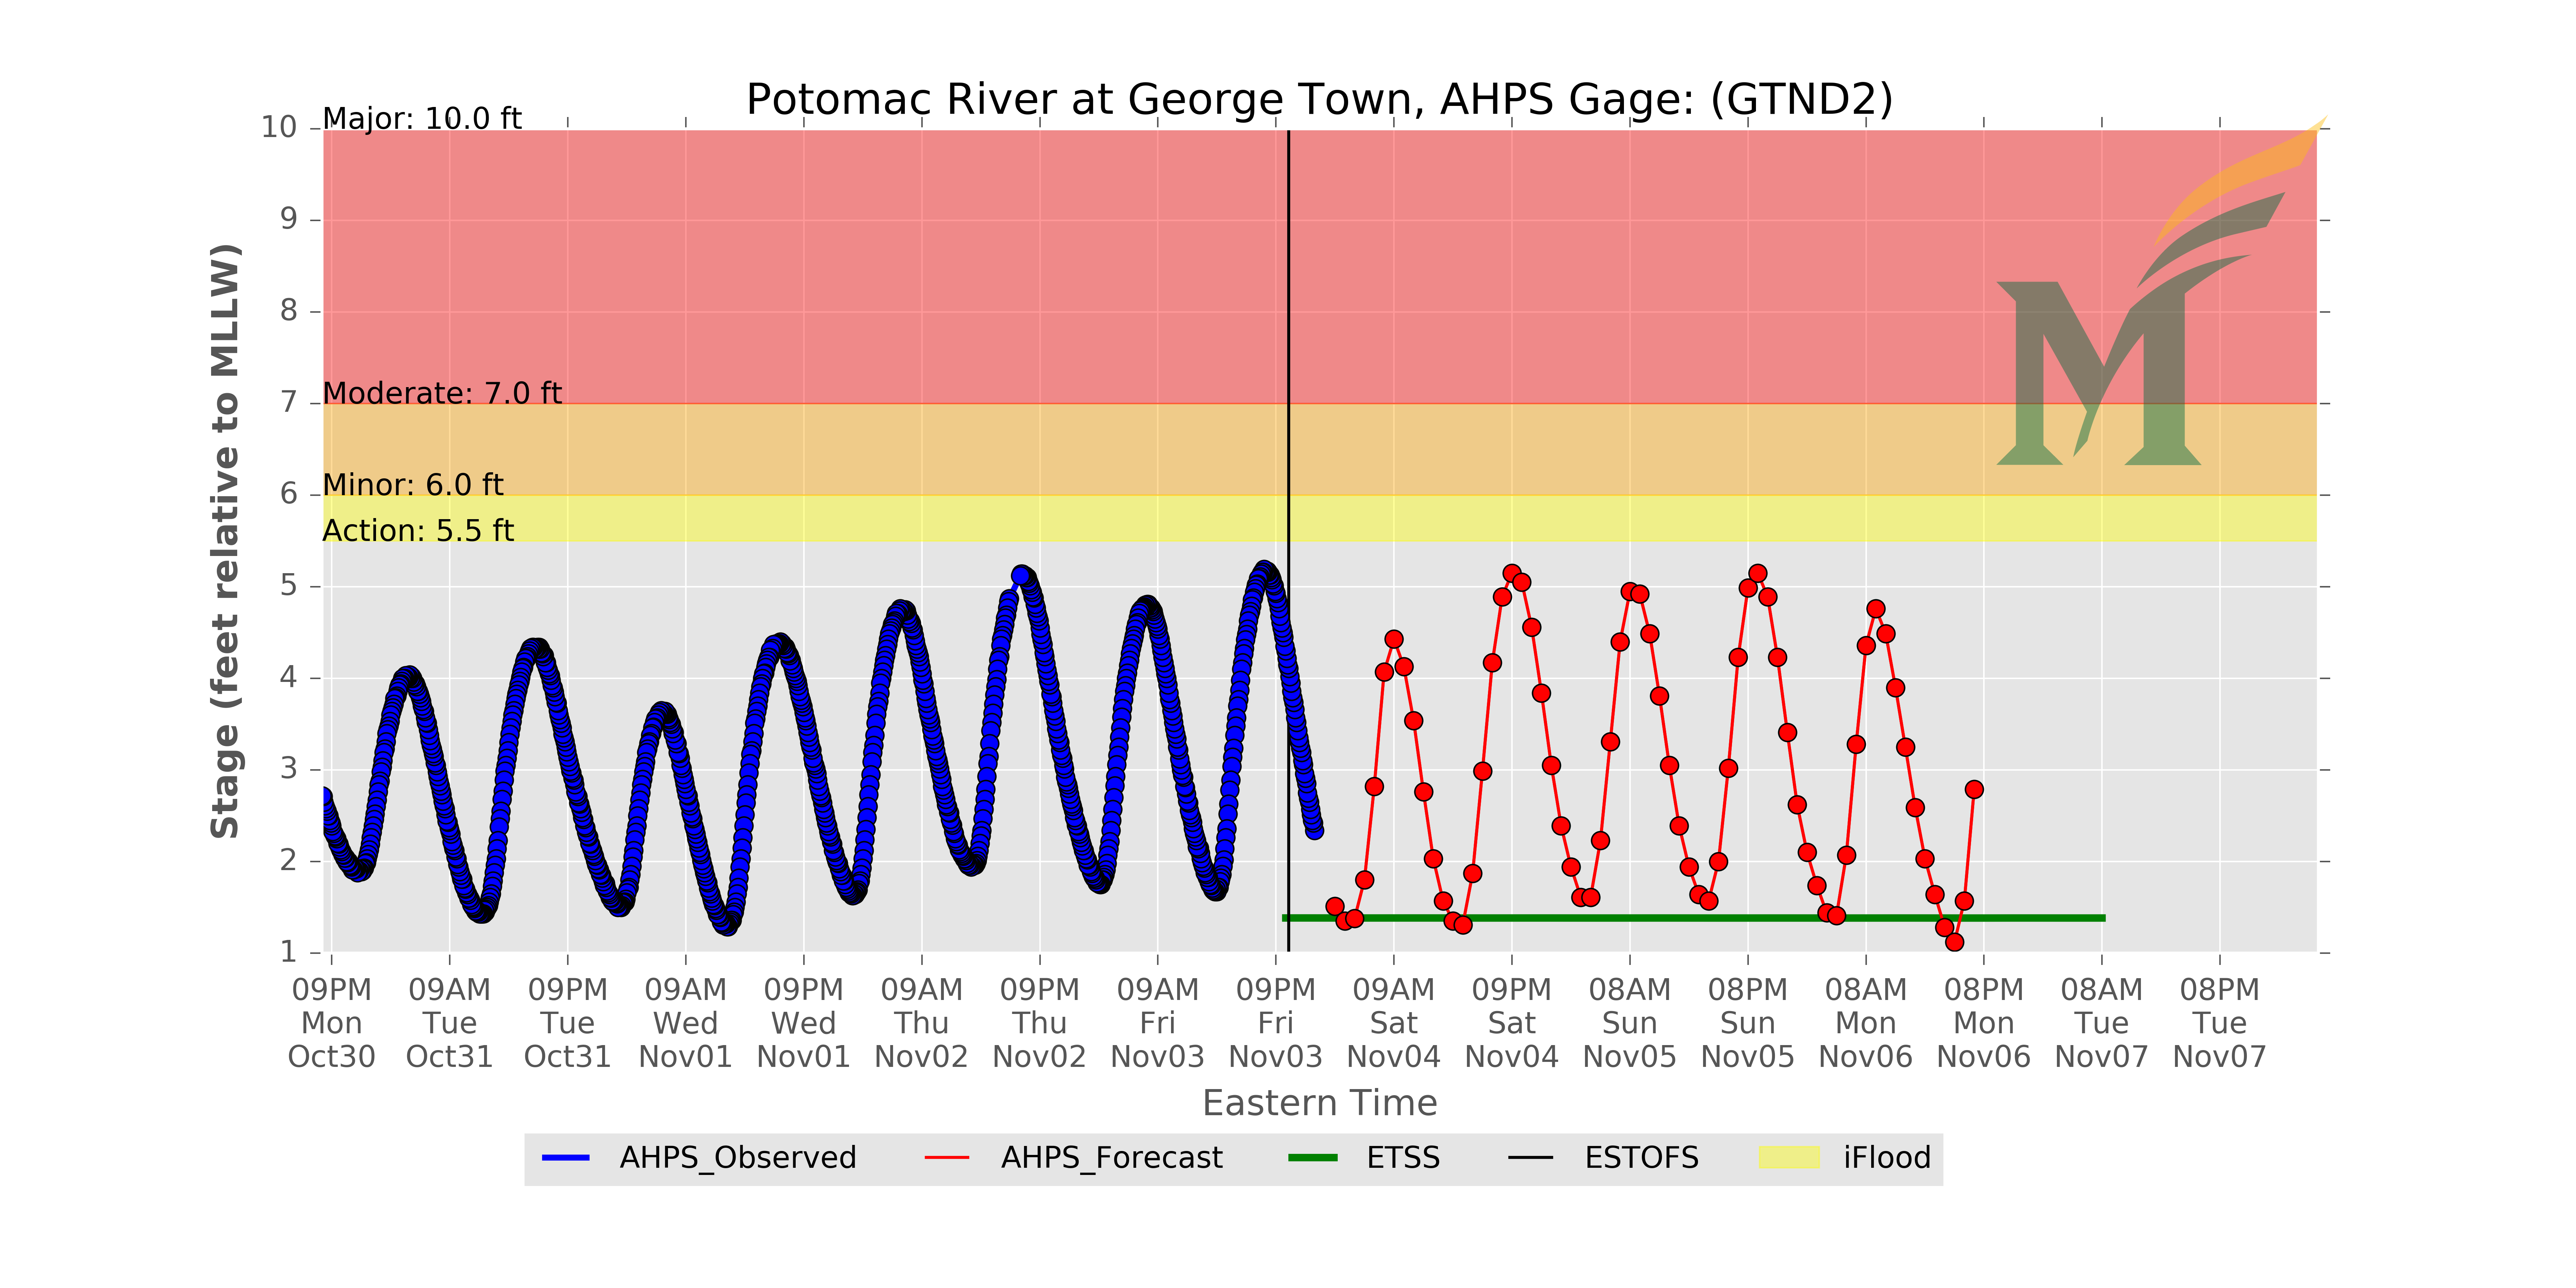 Potomac River at George Town, AHPS Gage: (GTND2)
Major: 10.0 ft
Moderate: 7.0 ft
Minor: 6.0 ft
Action: 5.5 ft
10
9
8
7
6
5
4
3
2
1
Stage (feet relative to MLLW)
09PM 09AM 09PM 09AM 09PM 09AM 09PM 09AM 09PM 09AM 09PM 08AM 08PM 08AM 08PM 08AM 08PM
Mon Tue Tue Wed Wed Thu Thu Fri Fri Sat Sat Sun Sun Mon Mon Tue Tue
Oct30 Oct31 Oct31 Nov01 Nov01 Nov02 Nov02 Nov03 Nov03 Nov04 Nov04 Nov05 Nov05 Nov06 Nov06 Nov07 Nov07
Eastern Time
AHPS_Observed AHPS_Forecast ETSS ESTOFS iFlood
M